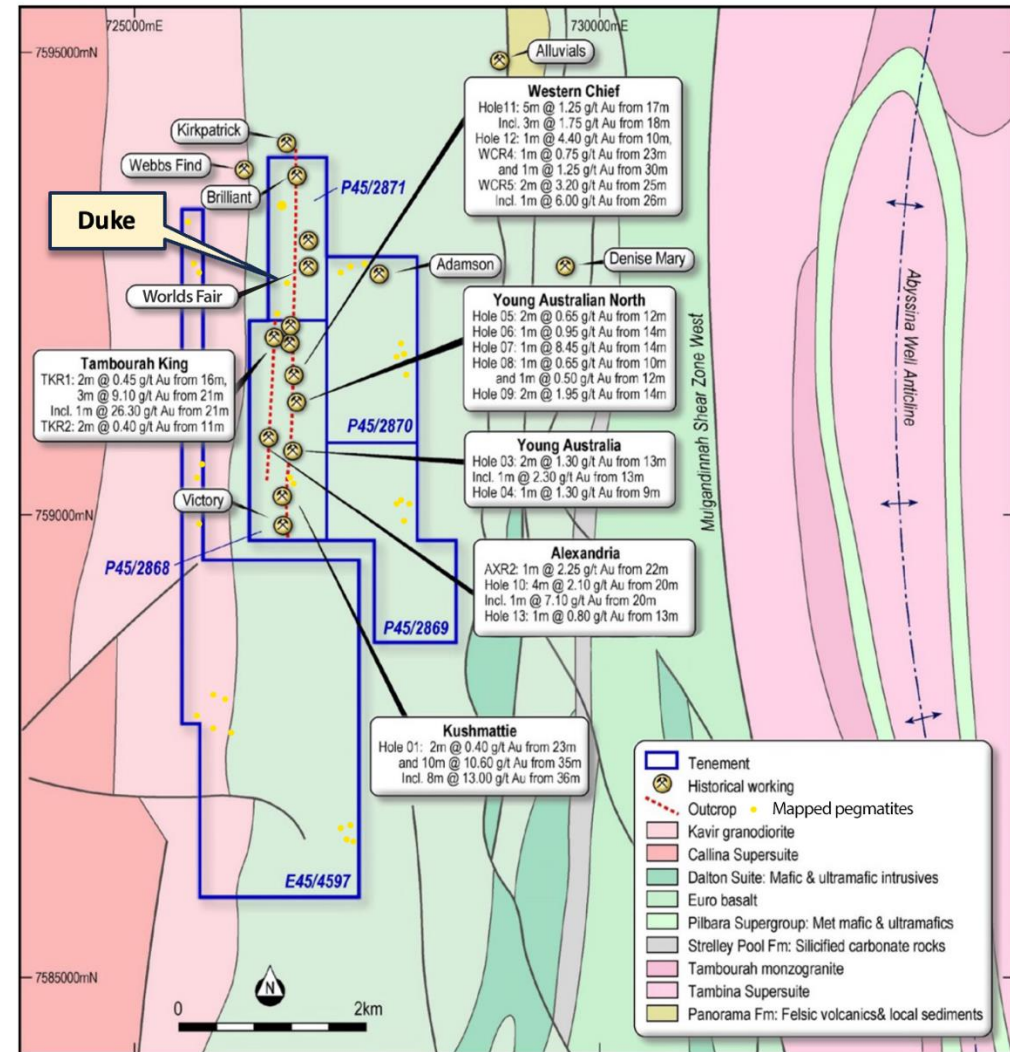 725000mE
730000mE
7595000mN
Alluvials
Western Chief
Hole11: 5m @ 1.25 g/t Au from 17m
Incl. 3m @ 1.75 g/t Au from 18m
Hole 12: 1m @ 4.40 g/t Au from 10m,
WCR4: 1m @ 0.75 g/t Au from 23m
and 1m @ 1.25 g/t Au from 30m
WCR5: 2m @ 3.20 g/t Au from 25m
Incl. 1m @ 6.00 g/t Au from 26m
Kirkpatrick
Webbs Find
Brilliant
P45/2871
Duke
Worlds Fair
Adamson
Denise Mary
Young Australian North
Hole 05: 2m @ 0.65 g/t Au from 12m
Hole 06: 1m @ 0.95 g/t Au from 14m
Hole 07: 1m @ 8.45 g/t Au from 14m
Hole 08: 1m @ 0.65 g/t Au from 10m
and 1m @ 0.50 g/t Au from 12m
Hole 09: 2m @ 1.95 g/t Au from 14m
Tambourah King
TKR1: 2m @ 0.45 g/t Au from 16m,
3m @ 9.10 g/t Au from 21m
Incl. 1m @ 26.30 g/t Au from 21m
TKR2: 2m @ 0.40 g/t Au from 11m
P45/2870
Young Australia
Hole 03: 2m @ 1.30 g/t Au from 13m
Incl. 1m @ 2.30 g/t Au from 13m
Hole 04: 1m @ 1.30 g/t Au from 9m
Mulgandinnah Shear Zone West
Abyssina Well Anticline
Victory
759000mN
P45/2868
Alexandria
AXR2: 1m @ 2.25 g/t Au from 22m
Hole 10: 4m @ 2.10 g/t Au from 20m
Incl. 1m @ 7.10 g/t Au from 20m
Hole 13: 1m @ 0.80 g/t Au from 13m
P45/2869
Kushmattie
Hole 01: 2m @ 0.40 g/t Au from 23m
and 10m @ 10.60 g/t Au from 35m
Incl. 8m @ 13.00 g/t Au from 36m
E45/4597
7585000mN
N
0 2km
Tenement
Historical working
Outcrop Mapped pegmatites
Kavir granodiorite
Callina Supersuite
Dalton Suite: Mafic & ultramafic intrusives
Euro basalt
Pilbara Supergroup: Met mafic & ultramafics
Strelley Pool Fm: Silicified carbonate rocks
Tambourah monzogranite
Tambina Supersuite
Panorama Fm: Felsic volcanics& local sediments